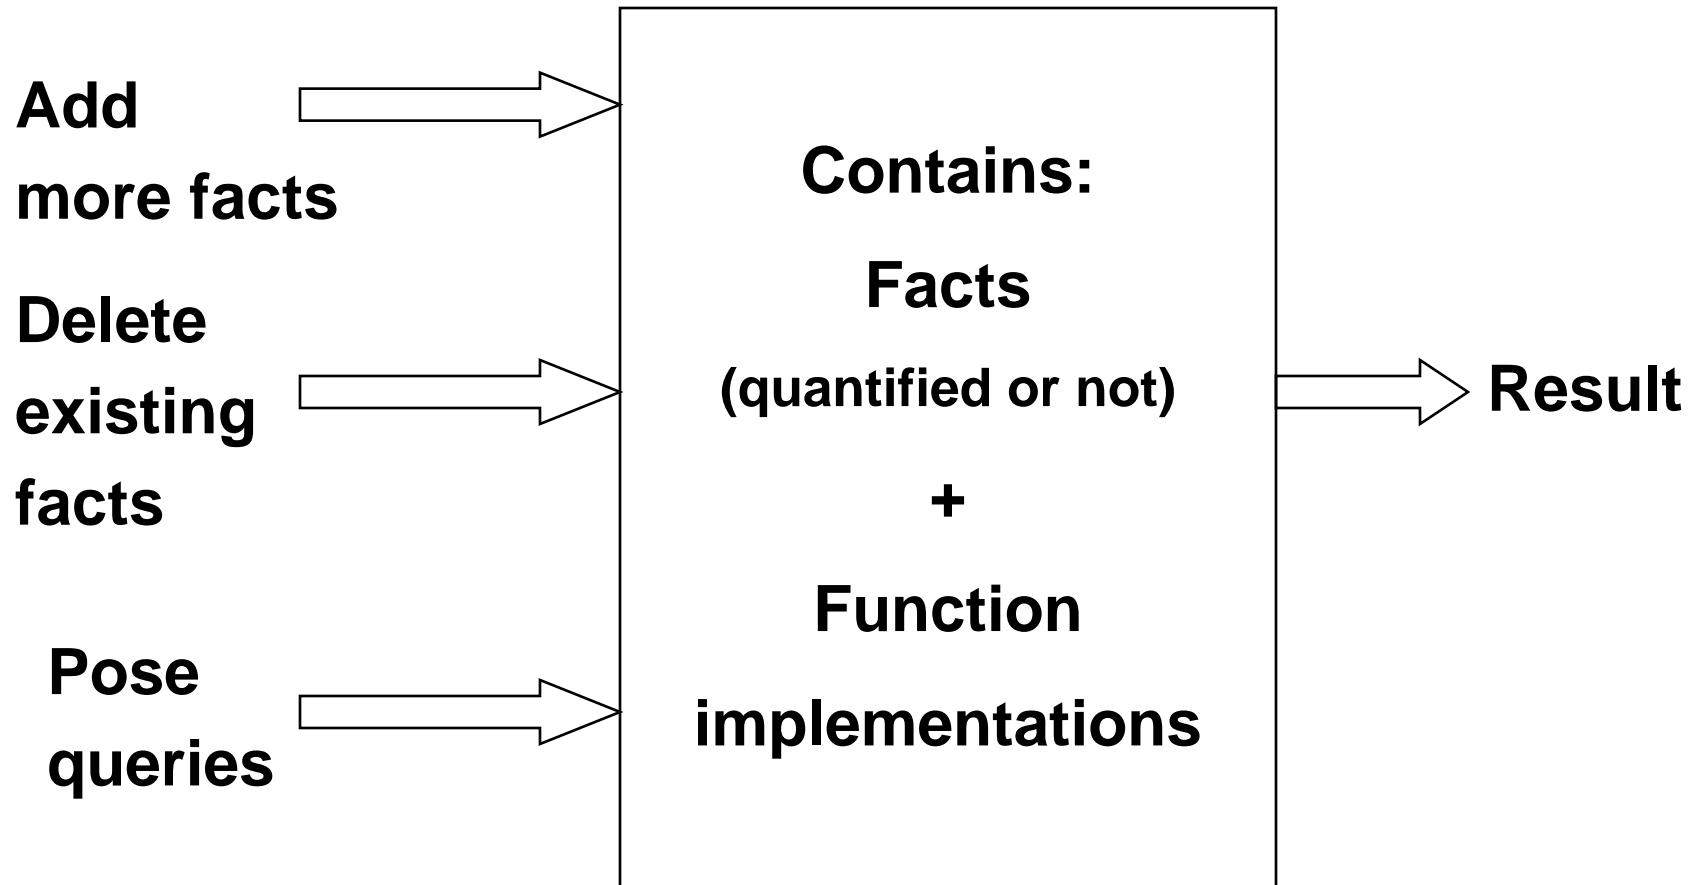 Add
more facts
Delete
existing
facts
Pose
queries
Contains:
Facts
(quantified or not)
+
Function
implementations
Result